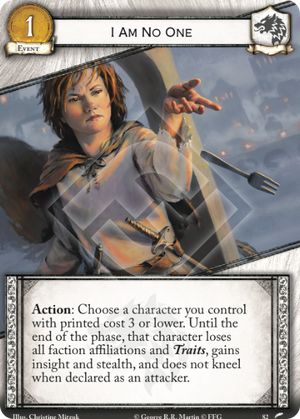 1
I Am No One
Event
Action: Choose a character you control
with printed cost 3 or lower. Until the
end of the phase, that character loses
all faction affiliations and Traits, gains
insight and stealth, and does not kneel
when declared as an attacker.
Illus. Christine Mitzuk © George R.R. Martin © FFG 82